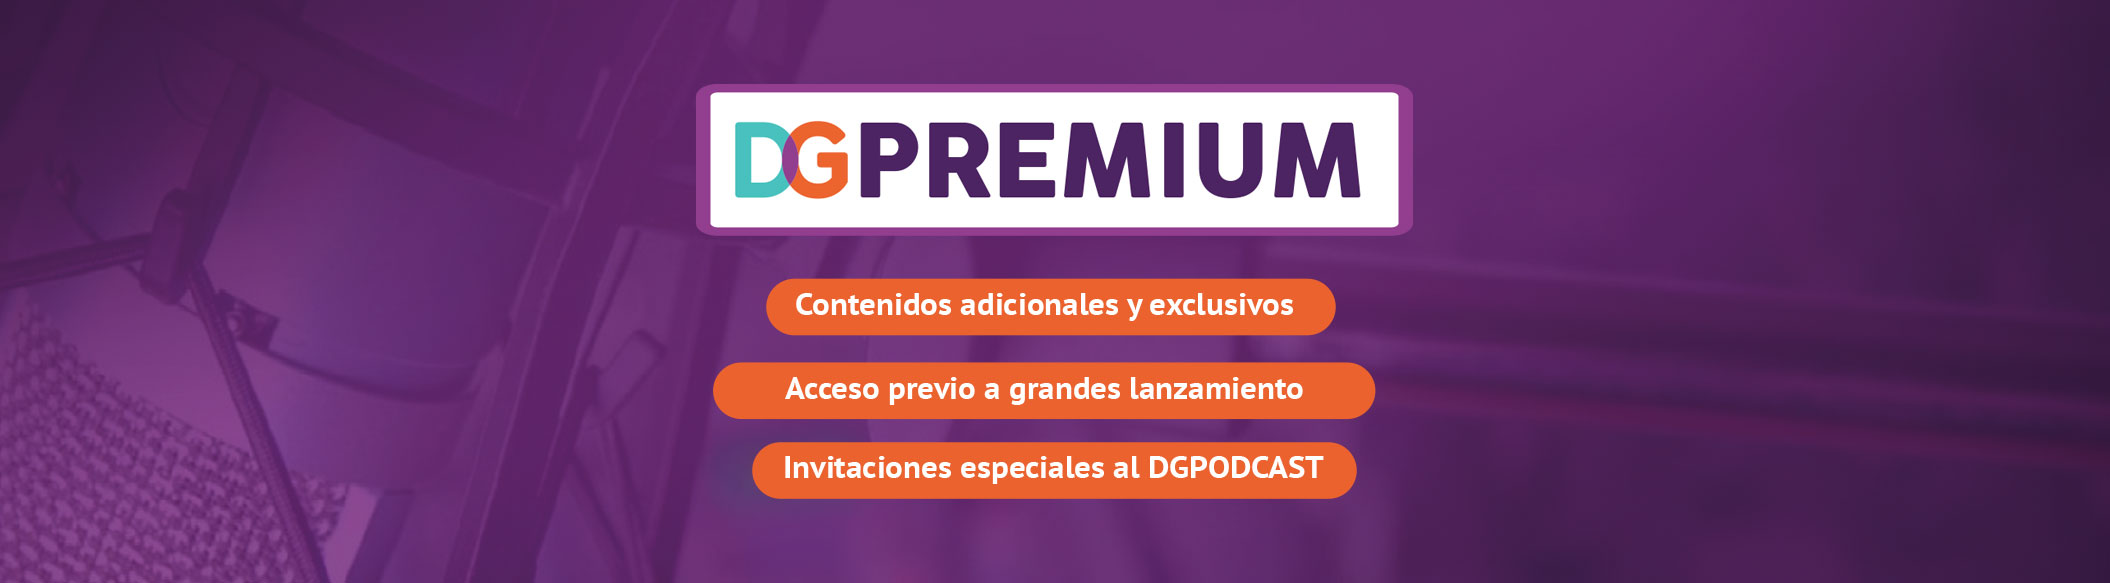 DGPREMIUM
Contenidos adicionales y exclusivos
Acceso previo a grandes lanzamiento
Invitaciones especiales al DGPODCAST